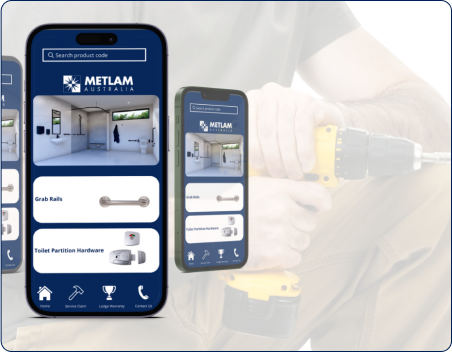 Search product code
METLAM
AUSTRALIA
Grab Rails
Toilet Partition Hardware
Home
Service Claim
Lodge Warranty
Contact Us
Search product code
METLAM
AUSTRALIA
Grab Rails
Toilet Partition Hardware